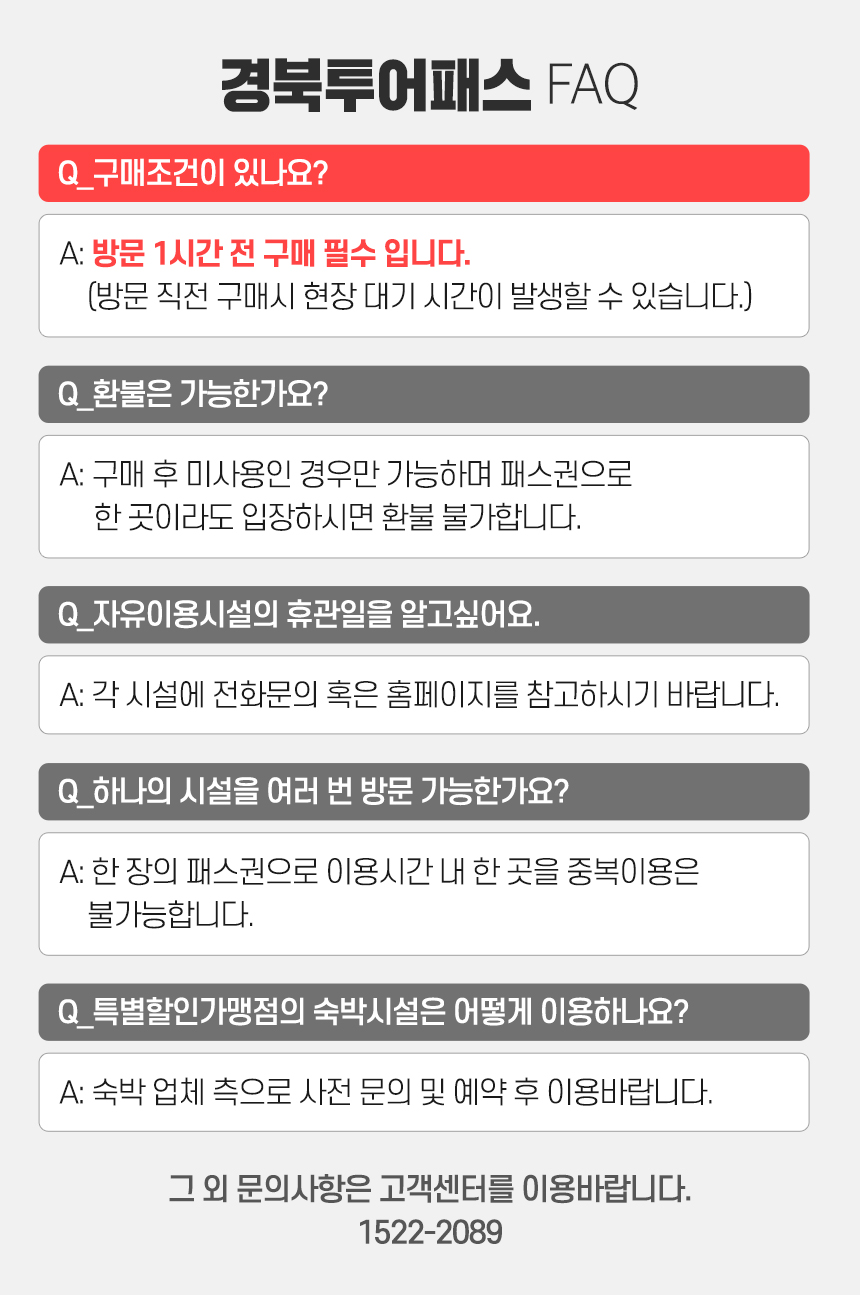 경북투어패스 FAQ
Q_구매조건이 있나요?
A: 방문 1시간 전 구매 필수 입니다.
(방문 직전 구매시 현장 대기 시간이 발생할 수 있습니다.)
Q_환불은 가능한가요?
A: 구매 후 미사용인 경우만 가능하며 패스권으로
한 곳이라도 입장하시면 환불 불가합니다.
Q_자유이용시설의 휴관일을 알고싶어요.
A: 각 시설에 전화문의 혹은 홈페이지를 참고하시기 바랍니다.
Q_하나의 시설을 여러 번 방문 가능한가요?
A: 한 장의 패스권으로 이용시간 내 한 곳을 중복이용은
불가능합니다.
Q_특별할인가맹점의 숙박시설은 어떻게 이용하나요?
A: 숙박 업체 측으로 사전 문의 및 예약 후 이용바랍니다.
그 외 문의사항은 고객센터를 이용바랍니다.
1522-2089